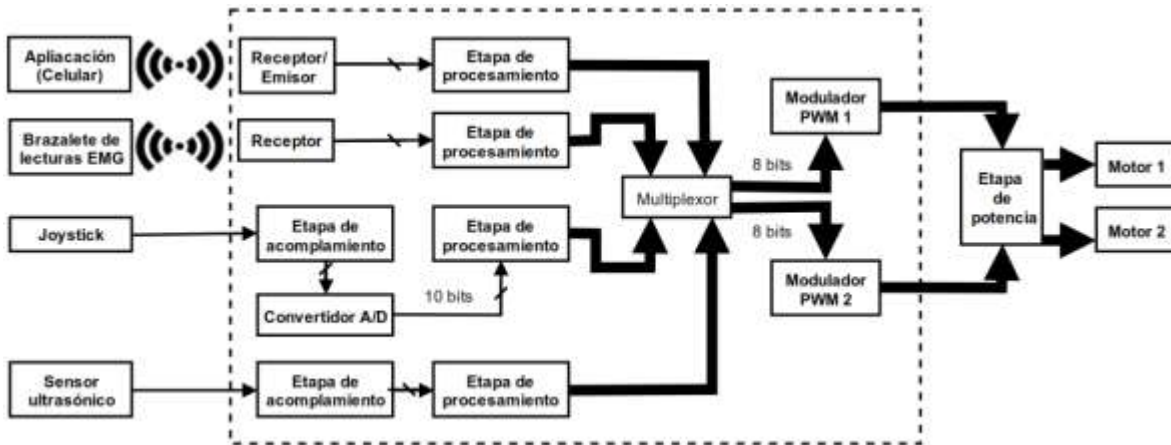 Apliacación
(Celular)
Receptor/
Emisor
Etapa de
procesamiento
Brazalete de
lecturas EMG
Receptor
Etapa de
procesamiento
Modulador
PWM 1
8 bits
Multiplexor
8 bits
Etapa
de
potencia
Motor 1
Motor 2
Joystick
Etapa de
acomplamiento
Etapa de
procesamiento
10 bits
Convertidor A/D
Modulador
PWM 2
Sensor
ultrasónico
Etapa de
acomplamiento
Etapa de
procesamiento